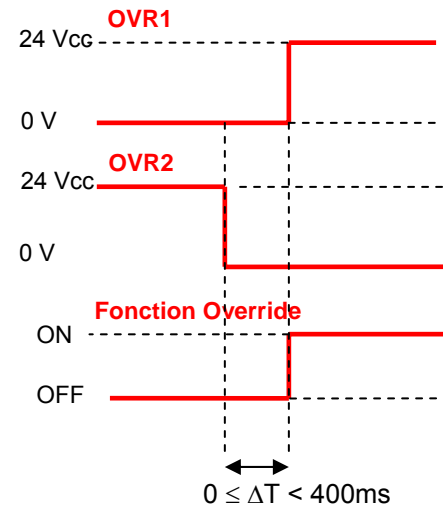 OVR1
24 Vcc
0 V
OVR2
24 Vcc
0 V
Fonction Override
ON
OFF
0 ≤ ΔT < 400ms